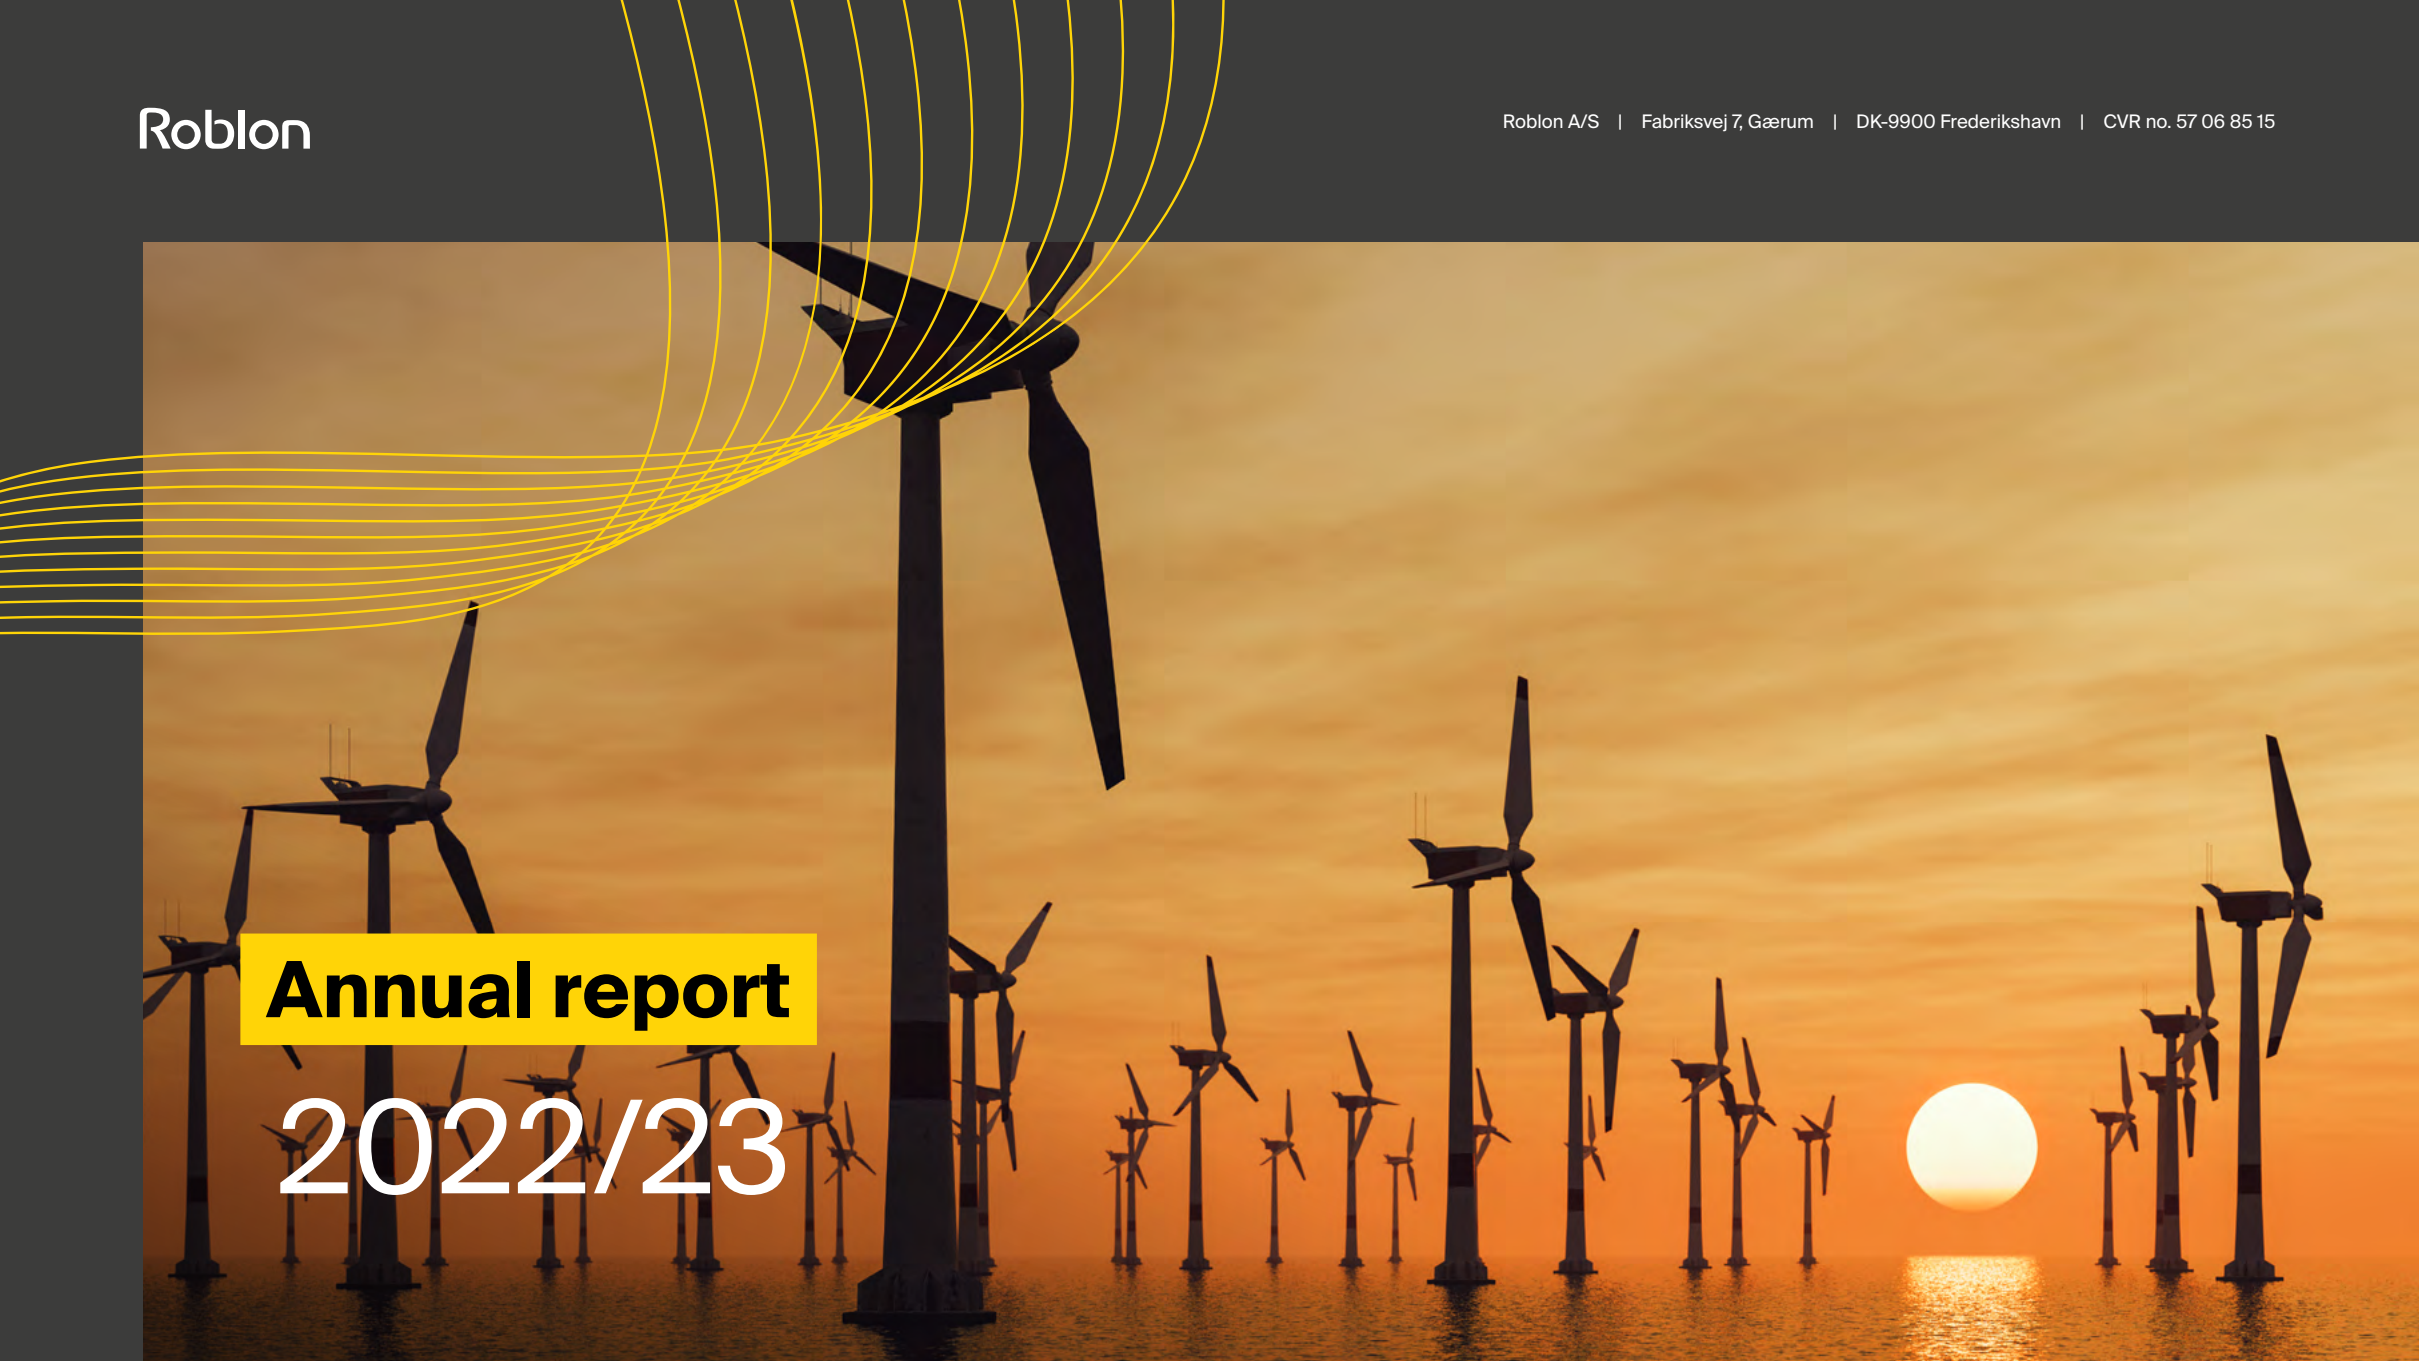 Roblon
Roblon A/S | Fabriksvej 7, Gærum | DK-9900 Frederikshavn | CVR no. 57 06 85 15
Annual report
2022/23